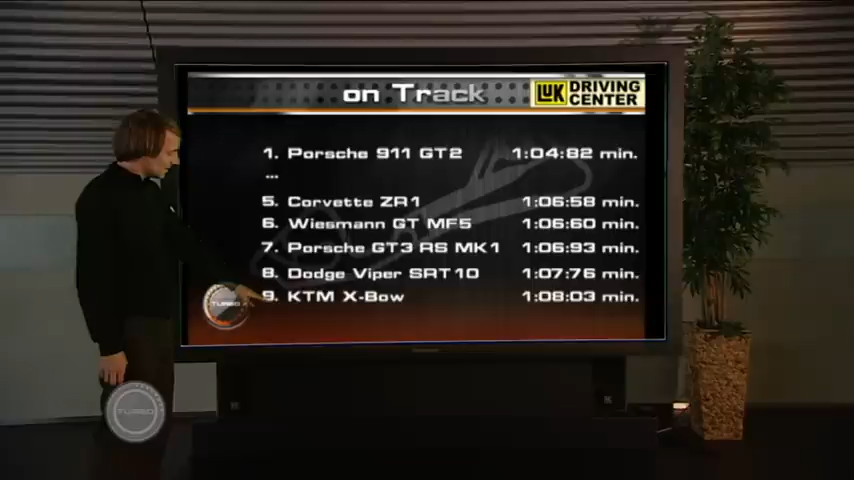 on Track
LuK DRIVING CENTER
1. Porsche 911 GT2 1:04:82 min.
...
5. Corvette ZR1 1:06:58 min.
6. Wiesmann GT MF5 1:06:60 min.
7. Porsche GT3 RS MK1 1:06:93 min.
8. Dodge Viper SRT10 1:07:76 min.
9. KTM X-Bow 1:08:03 min.
TURBO
TURBO